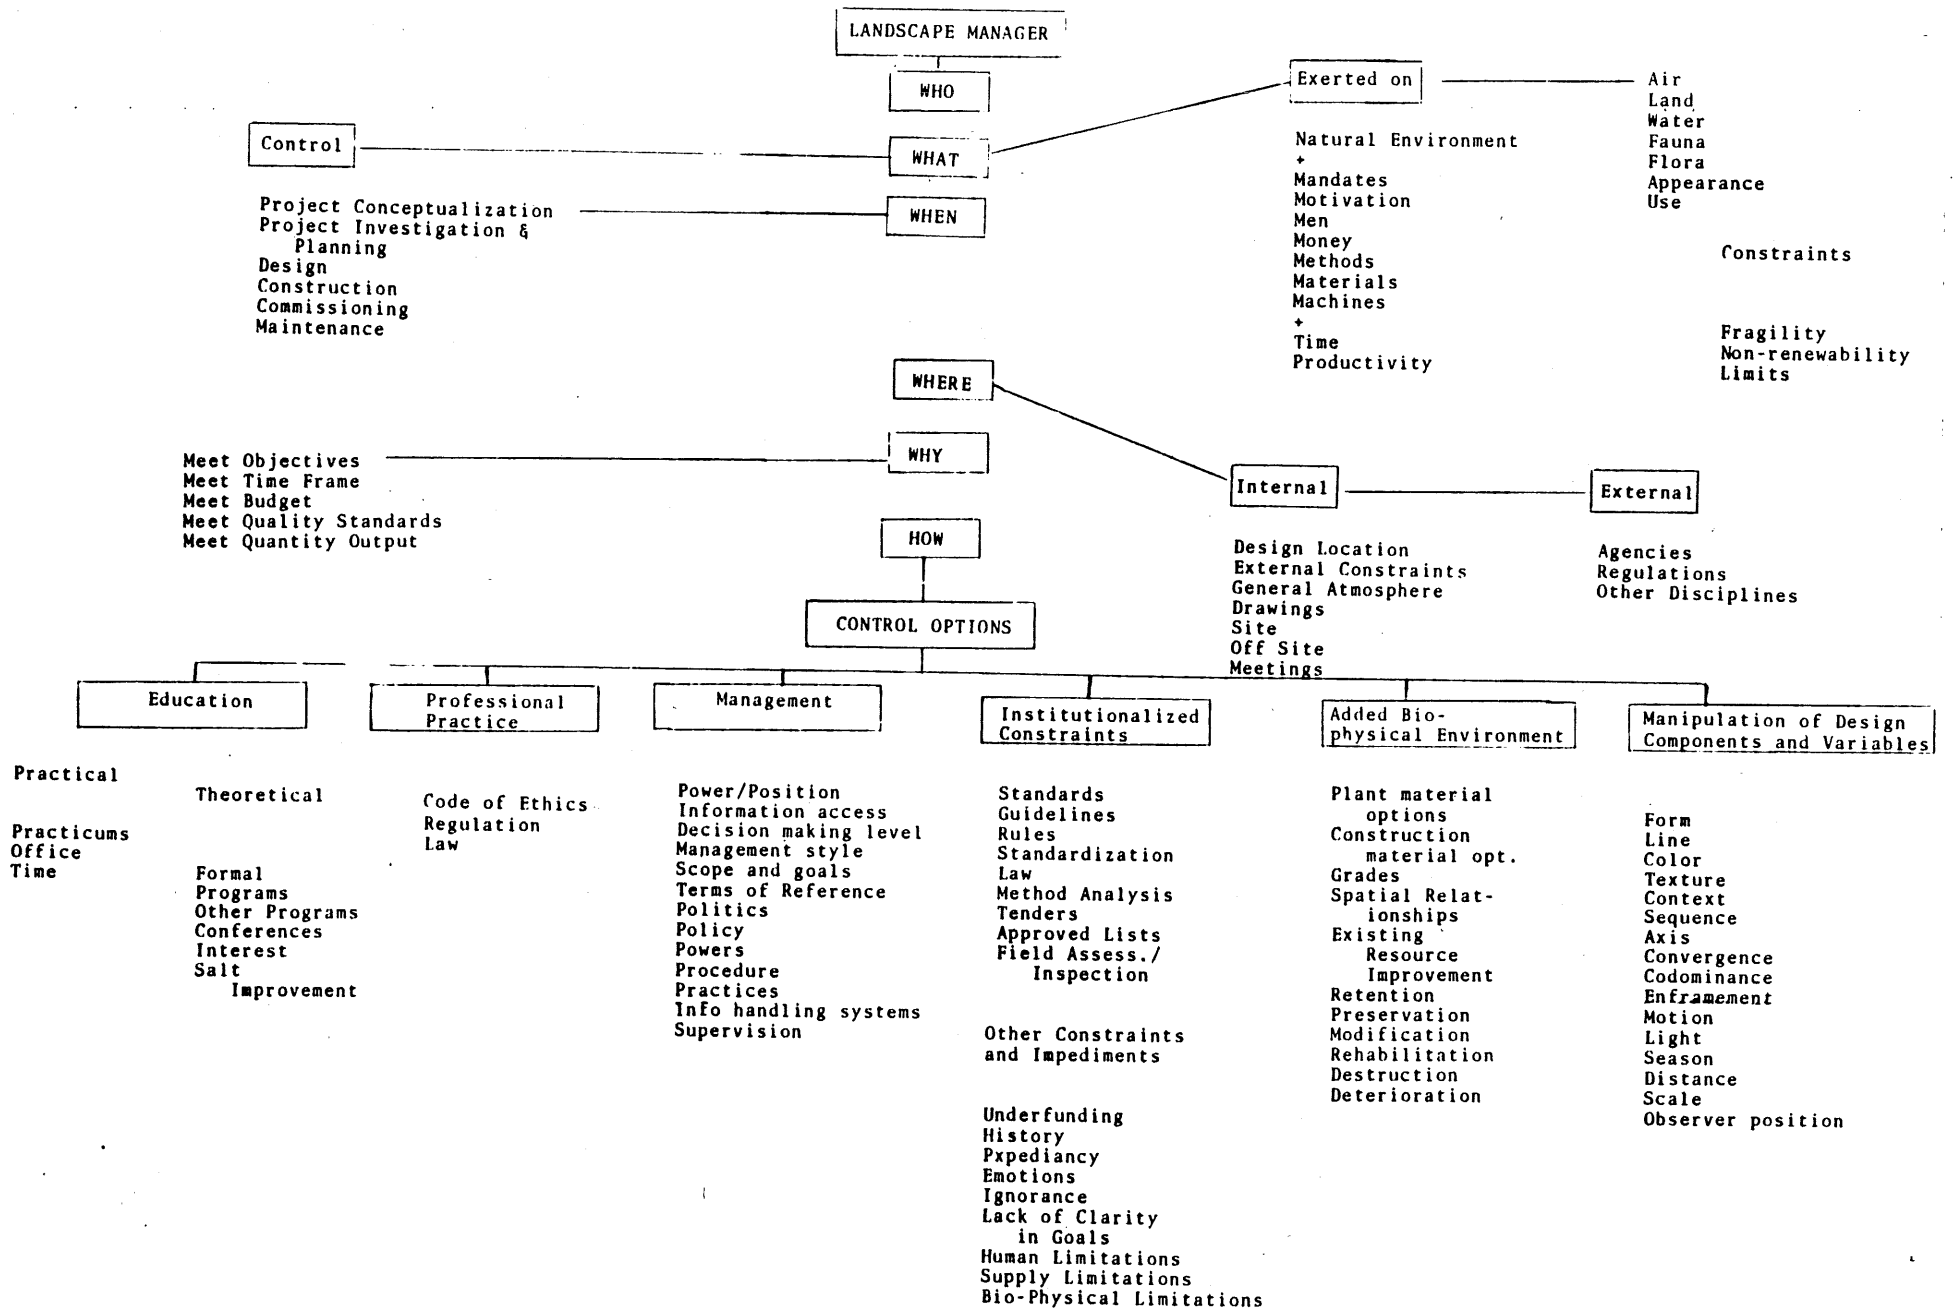 LANDSCAPE MANAGER
WHO
Exerted on
Air
Land
Water
Fauna
Flora
Appearance
Use
Control
WHAT
Natural Environment
+
Mandates
Motivation
Men
Money
Methods
Materials
Machines
+
Time
Productivity
Constraints
Fragility
Non-renewability
Limits
Project Conceptualization
Project Investigation &
Planning
Design
Construction
Commissioning
Maintenance
WHEN
WHERE
WHY
Meet Objectives
Meet Time Frame
Meet Budget
Meet Quality Standards
Meet Quantity Output
Internal
External
Design Location
External Constraints
General Atmosphere
Drawings
Site
Off Site
Meetings
Agencies
Regulations
Other Disciplines
HOW
CONTROL OPTIONS
Education
Practical
Practicums
Office
Time
Theoretical
Formal
Programs
Other Programs
Conferences
Interest
Salt
Improvement
Professional
Practice
Code of Ethics
Regulation
Law
Management
Power/Position
Information access
Decision making level
Management style
Scope and goals
Terms of Reference
Politics
Policy
Powers
Procedure
Practices
Info handling systems
Supervision
Institutionalized
Constraints
Standards
Guidelines
Rules
Standardization
Law
Method Analysis
Tenders
Approved Lists
Field Assess./
Inspection
Other Constraints
and Impediments
Underfunding
History
Pxpediancy
Emotions
Ignorance
Lack of Clarity
in Goals
Human Limitations
Supply Limitations
Bio-Physical Limitations
Added Bio-
physical Environment
Plant material
options
Construction
material opt.
Grades
Spatial Relat-
ionships
Existing
Resource
Improvement
Retention
Preservation
Modification
Rehabilitation
Destruction
Deterioration
Manipulation of Design
Components and Variables
Form
Line
Color
Texture
Context
Sequence
Axis
Convergence
Codominance
Enframement
Motion
Light
Season
Distance
Scale
Observer position